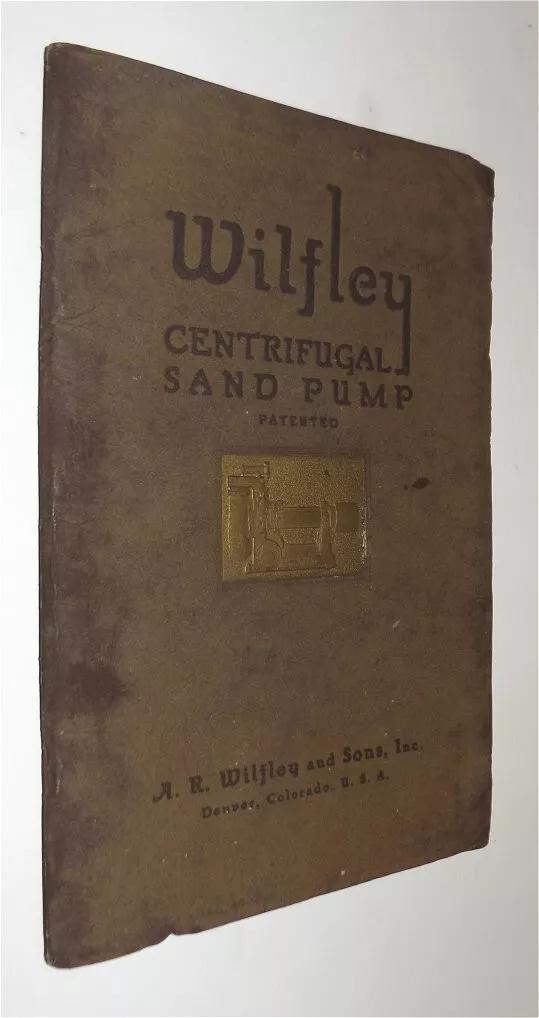 Wilfley
CENTRIFUGAL
SAND PUMP
PATENTED
A. R. Wilfley and Sons, Inc.
Denver, Colorado, U. S. A.